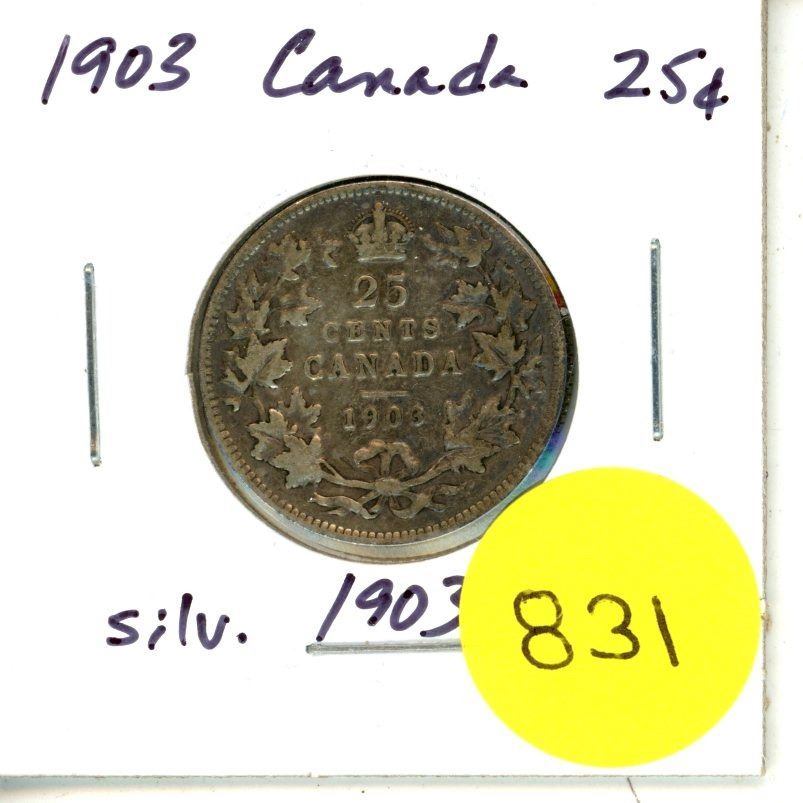 1903 Canada 25¢
25
CENTS
CANADA
1903
silv. 1903
831